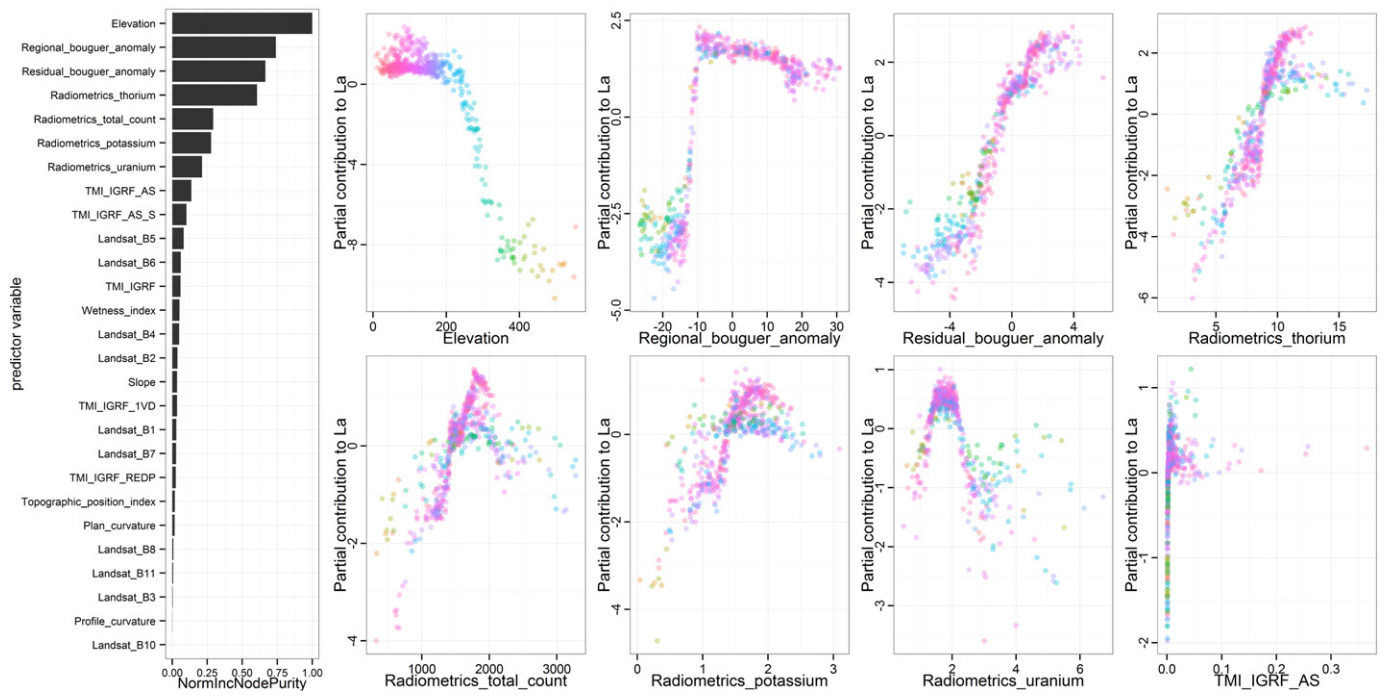 predictor variable
Elevation
Regional_bouguer_anomaly
Residual_bouguer_anomaly
Radiometrics_thorium
Radiometrics_total_count
Radiometrics_potassium
Radiometrics_uranium
TMI_IGRF_AS
TMI_IGRF_AS_S
Landsat_B5
Landsat_B6
TMI_IGRF
Wetness_index
Landsat_B4
Landsat_B2
Slope
TMI_IGRF_1VD
Landsat_B1
Landsat_B7
TMI_IGRF_REDP
Topographic_position_index
Plan_curvature
Landsat_B8
Landsat_B11
Landsat_B3
Profile_curvature
Landsat_B10
0.00 0.25 0.50 0.75 1.00
NormIncNodePurity
Partial contribution to La
0
-4
-8
0 200 400
Elevation
Partial contribution to La
2.5
0.0
-2.5
-5.0
-20 -10 0 10 20 30
Regional_bouguer_anomaly
Partial contribution to La
2
0
-2
-4
-4 0 4
Residual_bouguer_anomaly
Partial contribution to La
2
0
-2
-4
-6
5 10 15
Radiometrics_thorium
Partial contribution to La
0
-2
-4
1000 2000 3000
Radiometrics_total_count
Partial contribution to La
0
-2
-4
0 1 2 3
Radiometrics_potassium
Partial contribution to La
1
0
-1
-2
-3
2 4 6
Radiometrics_uranium
Partial contribution to La
1
0
-1
-2
0.0 0.1 0.2 0.3
TMI_IGRF_AS